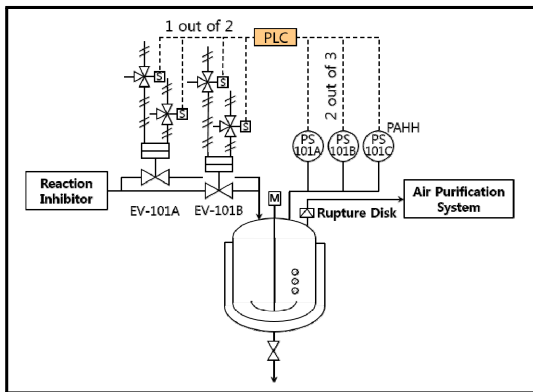 1 out of 2
PLC
2 out of 3
S
S
S
S
PAHH
PS
101A
PS
101B
PS
101C
Reaction
Inhibitor
EV-101A
EV-101B
M
Rupture Disk
Air Purification
System